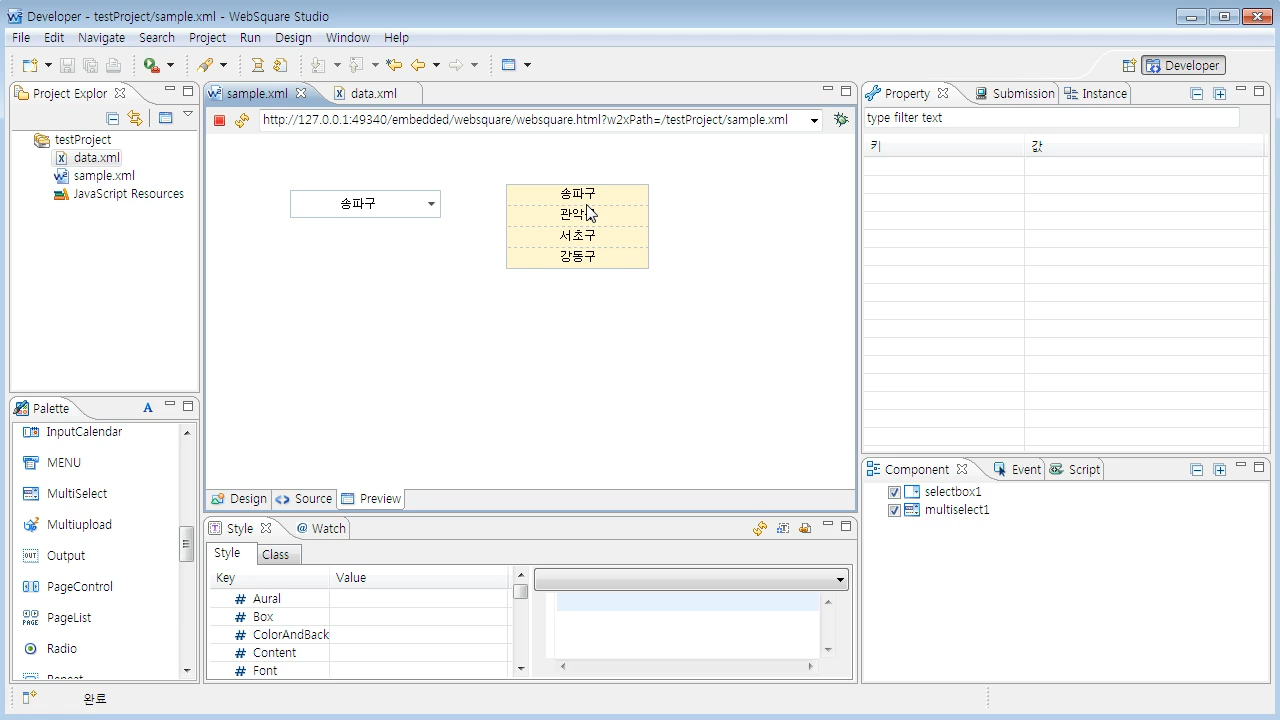 Developer - testProject/sample.xml - WebSquare Studio
File Edit Navigate Search Project Run Design Window Help
Developer
Project Explor
testProject
data.xml
sample.xml
JavaScript Resources
sample.xml data.xml
http://127.0.0.1:49340/embedded/websquare/websquare.html?w2xPath=/testProject/sample.xml
송파구
송파구
관악
서초구
강동구
Design Source Preview
Property Submission Instance
type filter text
키 값
Palette A
InputCalendar
MENU
MultiSelect
Multiupload
OUT Output
PageControl
PAGE PageList
Radio
Style @ Watch
Style Class
Key Value
# Aural
# Box
# ColorAndBack
# Content
# Font
Component Event Script
selectbox1
multiselect1
완료